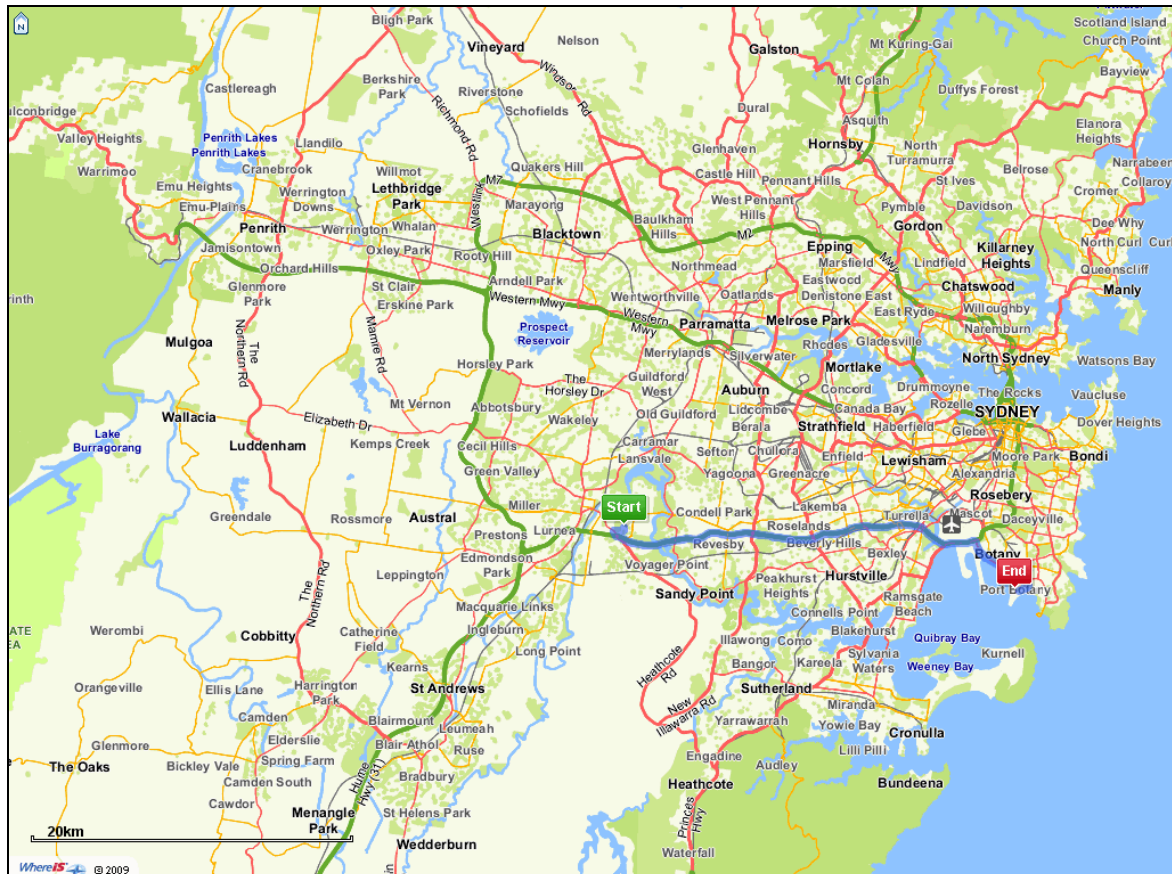 N
Bligh Park
Nelson
Vineyard
Galston
Mt Kuring-Gai
Scotland Island
Church Point
Castlereagh
Berkshire
Park
Riverstone
Windsor Rd
Mt Colah
Bayview
Schofields
Duffys Forest
Valley Heights
Penrith Lakes
Penrith Lakes
Llandilo
Richmond Rd
Dural
Asquith
Elanora
Heights
Warrimoo
Cranebrook
Willmot
Quakers Hill
Glenhaven
Hornsby
North
Turramurra
Belrose
Narrabeen
Emu Heights
Werrington
Downs
Lethbridge
Park
M7
Castle Hill
Pennant Hills
St Ives
Cromer
Collaroy
Emu-Plains
Westlink
Marayong
West Pennant
Hills
Pymble
Davidson
Penrith
Werrington
Whalan
Blacktown
Baulkham
Hills
M2
Gordon
Dee Why
Jamisontown
Oxley Park
Rooty Hill
Epping
Mwy
Killarney
Heights
North Curl
Orchard Hills
Northmead
Marsfield
Lindfield
Queenscliff
Glenmore
Park
St Clair
Arndell Park
Eastwood
Chatswood
Manly
Erskine Park
Western Mwy
Wentworthville
Oatlands
Denistone East
Willoughby
The
Northern Rd
Mamre Rd
Western
Mwy
Parramatta
Melrose Park
East Ryde
Naremburn
Mulgoa
Prospect
Reservoir
Merrylands
Silverwater
Rhodes
Gladesville
North Sydney
Watsons Bay
Horsley Park
Guildford
West
Auburn
Mortlake
Concord
Drummoyne
The Rocks
Vaucluse
The
Horsley Dr
Mt Vernon
Abbotsbury
Old Guildford
Lidcombe
Canada Bay
Rozelle
SYDNEY
Wallacia
Elizabeth Dr
Wakeley
Berala
Strathfield
Haberfield
Glebe
Dover Heights
Lake
Burragorang
Luddenham
Kemps Creek
Cecil Hills
Carramar
Sefton
Chullora
Enfield
Moore Park
Bondi
Green Valley
Lansvale
Yagoona
Greenacre
Lewisham
Alexandria
Greendale
Rossmore
Austral
Miller
Start
Condell Park
Lakemba
Rosebery
Prestons
Lurnea
Roselands
Turrella
Mascot
Daceyville
Edmondson
Park
Revesby
Beverly Hills
Bexley
Botany
Leppington
Voyager Point
Hurstville
End
The
Northern Rd
Sandy Point
Peakhurst
Heights
Ramsgate
Beach
Port Botany
Macquarie Links
Connells Point
Werombi
Cobbitty
Catherine
Field
Ingleburn
Blakehurst
Quibray Bay
Long Point
Illawong
Como
Sylvania
Waters
Kurnell
Kearns
Heathcote
Rd
Bangor
Kareela
Weeney Bay
Orangeville
Ellis Lane
Harrington
Park
St Andrews
Sutherland
Camden
Blairmount
Leumeah
New
Illawarra Rd
Miranda
Glenmore
Elderslie
Blair Athol
Ruse
Yarrawarrah
Yowie Bay
Cronulla
The Oaks
Bickley Vale
Spring Farm
Engadine
Audley
Lilli Pilli
Camden South
Hume
Hwy (31)
Bradbury
Heathcote
Bundeena
Cawdor
Menangle
Park
St Helens Park
Princes
Hwy
20km
Wedderburn
Waterfall
Whereis
© 2009